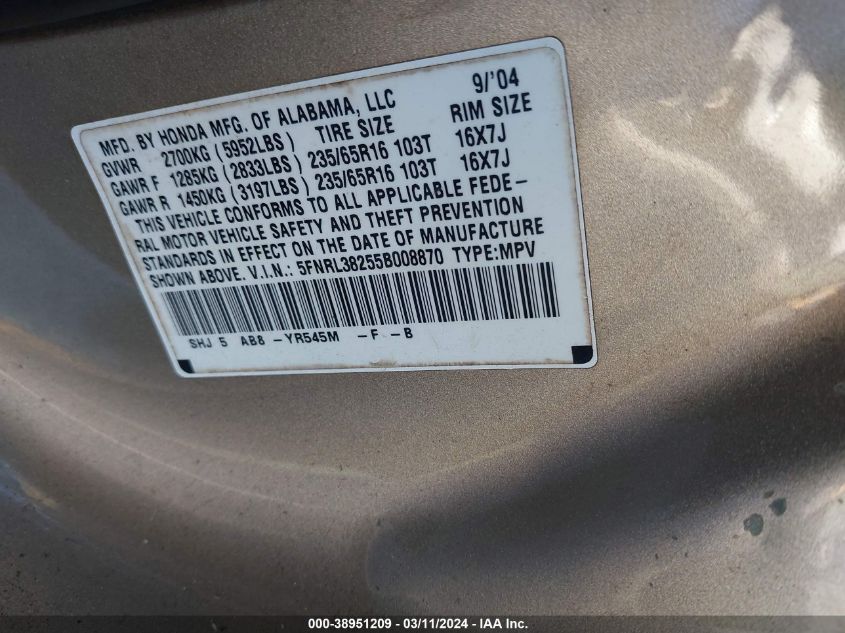 MFD. BY HONDA MFG. OF ALABAMA, LLC 9/'04
GVWR 2700KG (5952LBS) TIRE SIZE RIM SIZE
GAWR F 1285KG (2833LBS) 235/65R16 103T 16X7J
GAWR R 1450KG (3197LBS) 235/65R16 103T 16X7J
THIS VEHICLE CONFORMS TO ALL APPLICABLE FEDE-
RAL MOTOR VEHICLE SAFETY AND THEFT PREVENTION
STANDARDS IN EFFECT ON THE DATE OF MANUFACTURE
SHOWN ABOVE. V.I.N.: 5FNRL38255B008870 TYPE:MPV
SHJ 5 AB8 -YR545M -F -B
000-38951209 - 03/11/2024 - IAA Inc.